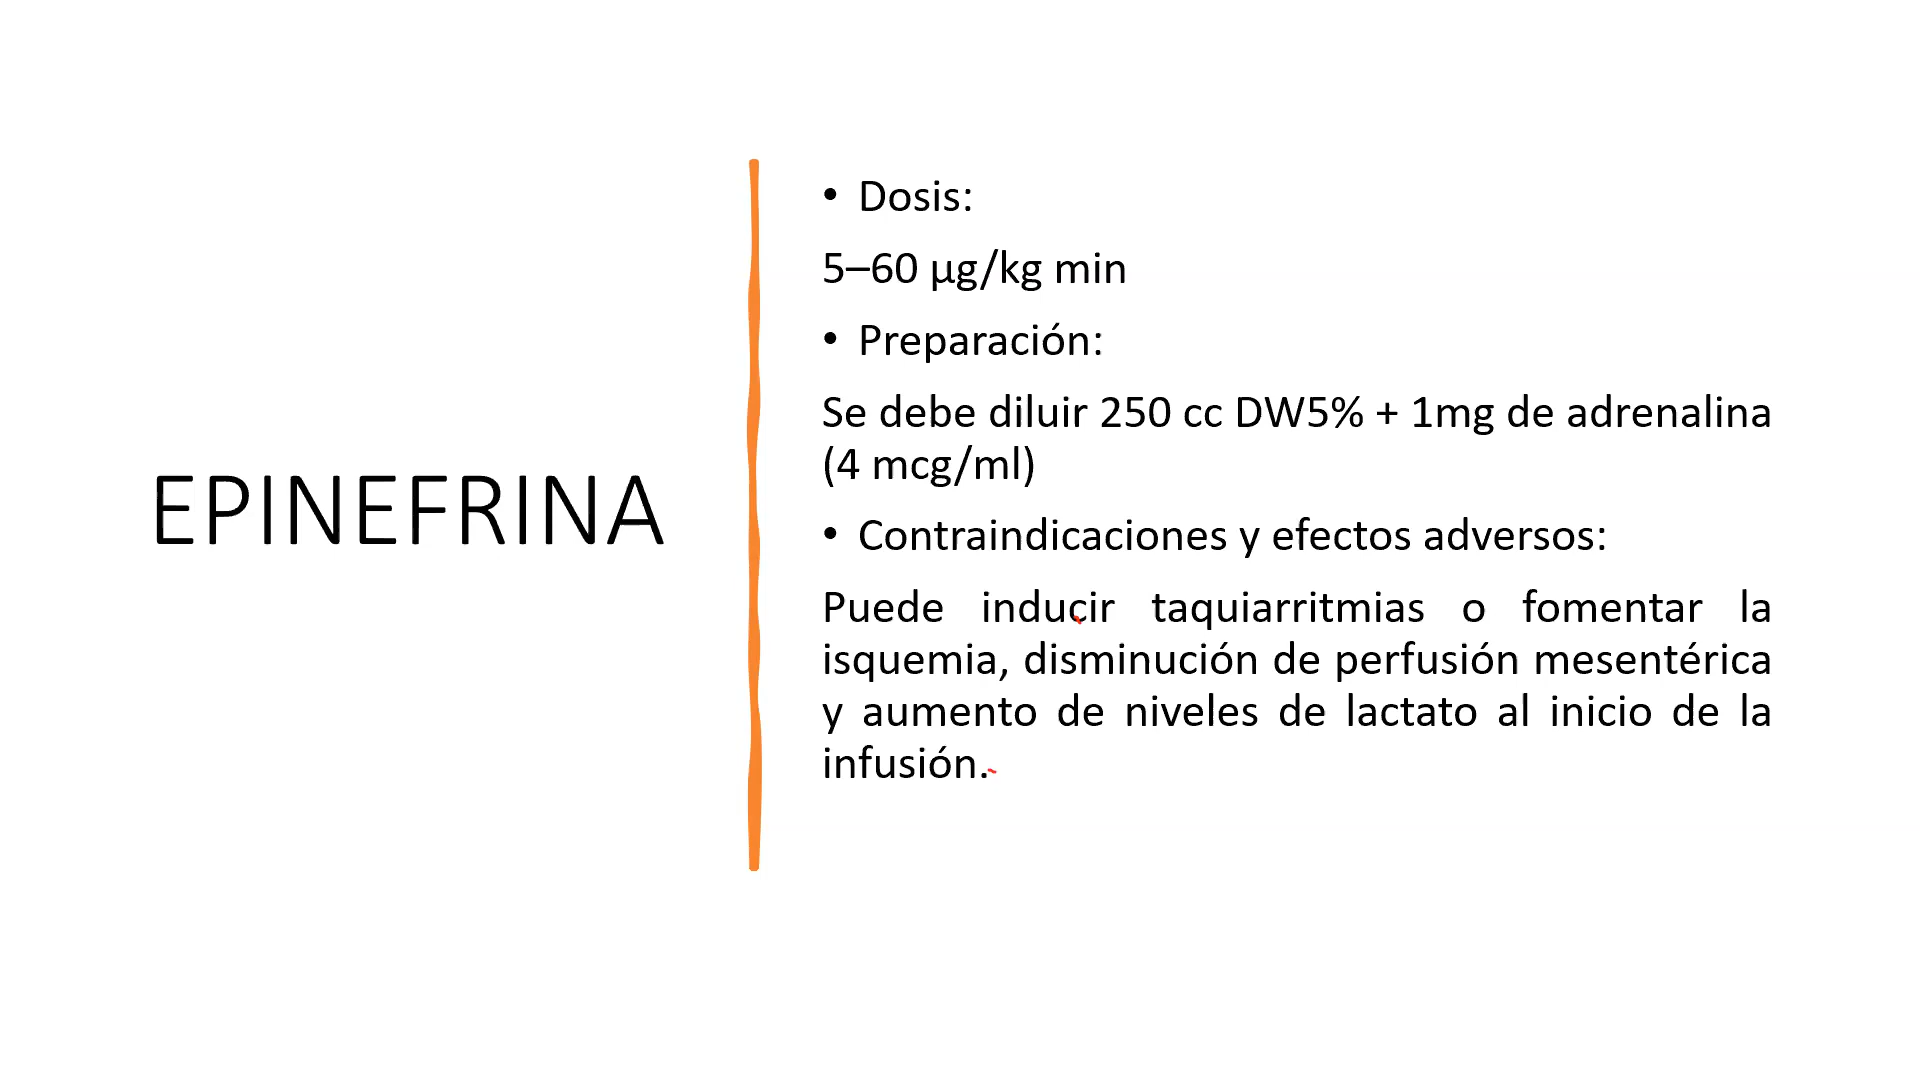 EPINEFRINA
• Dosis:
5–60 µg/kg min
• Preparación:
Se debe diluir 250 cc DW5% + 1mg de adrenalina
(4 mcg/ml)
• Contraindicaciones y efectos adversos:
Puede inducir taquiarritmias o fomentar la
isquemia, disminución de perfusión mesentérica
y aumento de niveles de lactato al inicio de la
infusión.